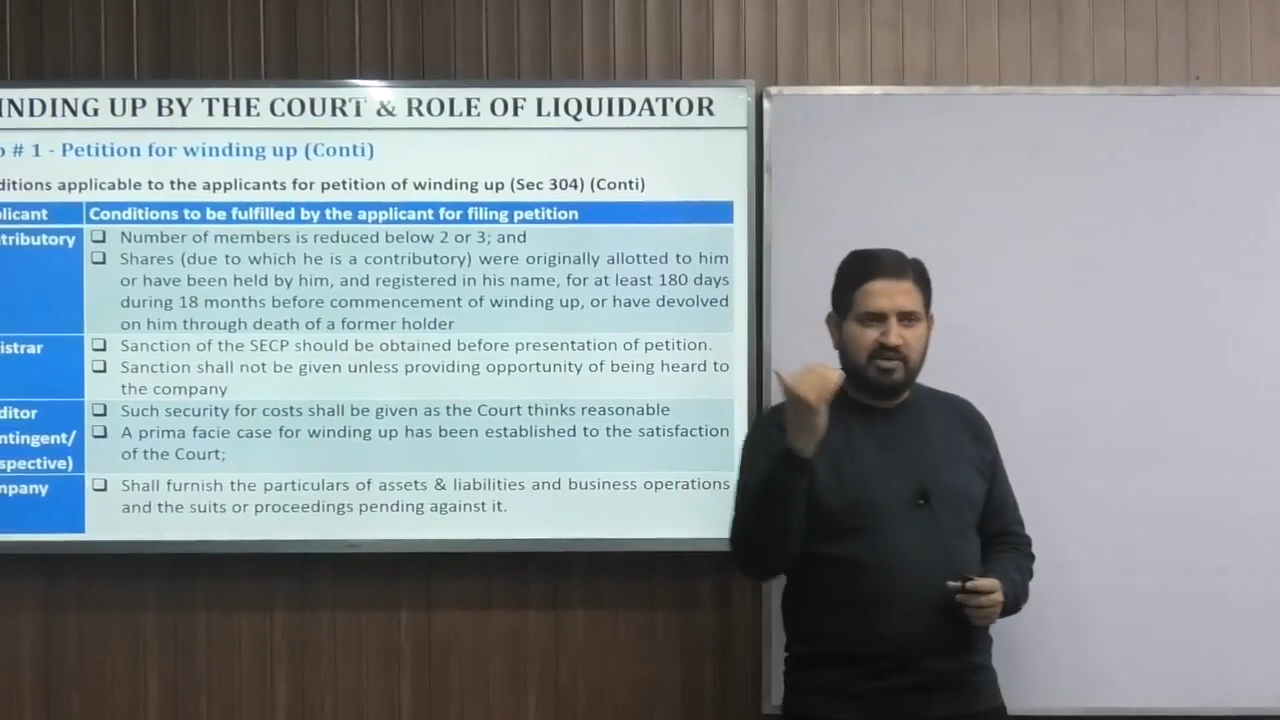 INDING UP BY THE COURT & ROLE OF LIQUIDATOR
# 1 - Petition for winding up (Conti)
ditions applicable to the applicants for petition of winding up (Sec 304) (Conti)
licant Conditions to be fulfilled by the applicant for filing petition
tributory ❑ Number of members is reduced below 2 or 3; and
❑ Shares (due to which he is a contributory) were originally allotted to him
or have been held by him, and registered in his name, for at least 180 days
during 18 months before commencement of winding up, or have devolved
on him through death of a former holder
istrar ❑ Sanction of the SECP should be obtained before presentation of petition.
❑ Sanction shall not be given unless providing opportunity of being heard to
the company
ditor ❑ Such security for costs shall be given as the Court thinks reasonable
ntingent/ ❑ A prima facie case for winding up has been established to the satisfaction
spective) of the Court;
mpany ❑ Shall furnish the particulars of assets & liabilities and business operations
and the suits or proceedings pending against it.